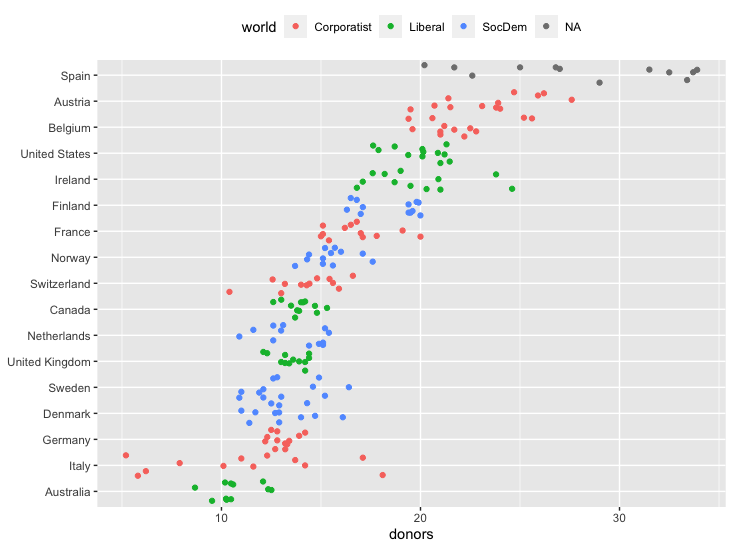 world Corporatist Liberal SocDem NA
Spain
Austria
Belgium
United States
Ireland
Finland
France
Norway
Switzerland
Canada
Netherlands
United Kingdom
Sweden
Denmark
Germany
Italy
Australia
10 20 30
donors